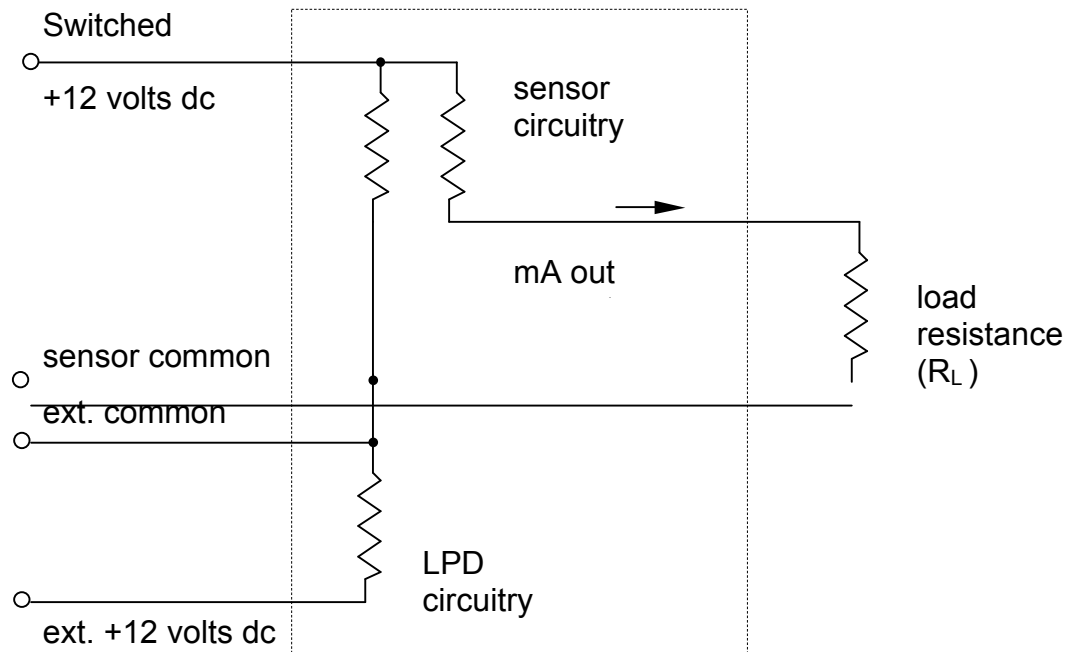 Switched
+12 volts dc
sensor
circuitry
mA out
load
resistance
(RL )
sensor common
ext. common
LPD
circuitry
ext. +12 volts dc